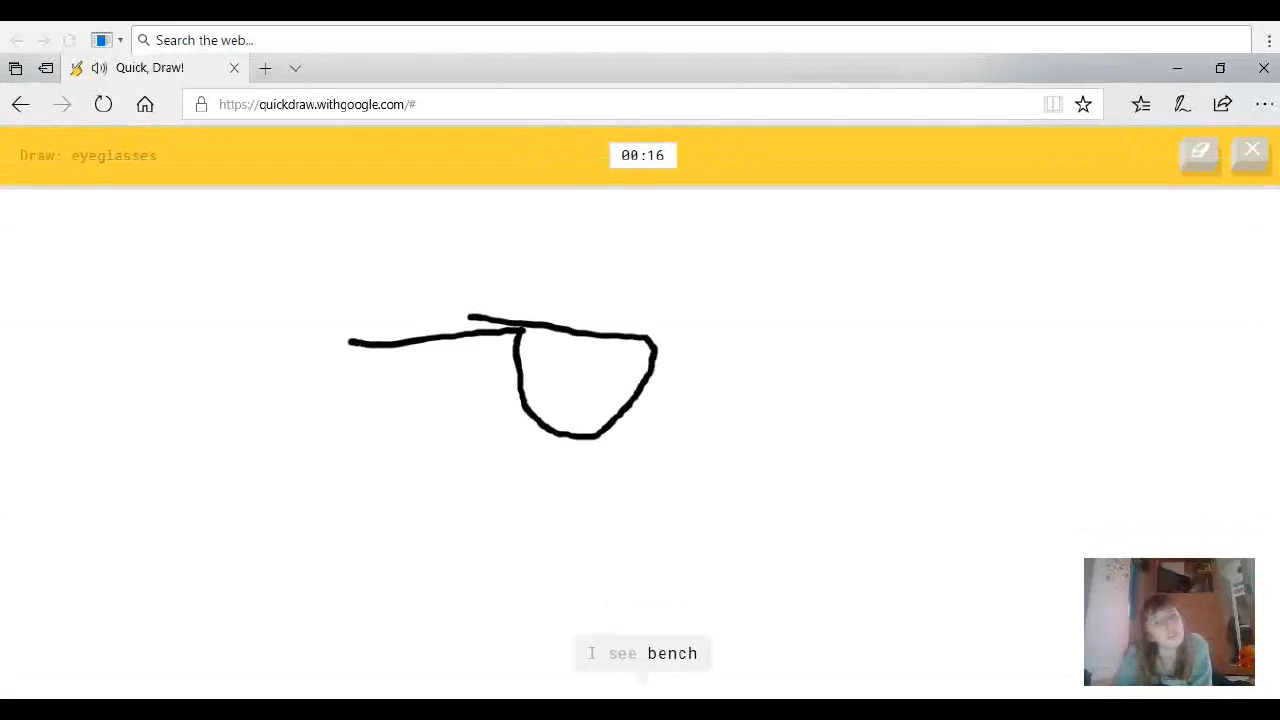 Search the web...
Quick, Draw!
https://quickdraw.withgoogle.com/#
Draw: eyeglasses
00:16
I see bench